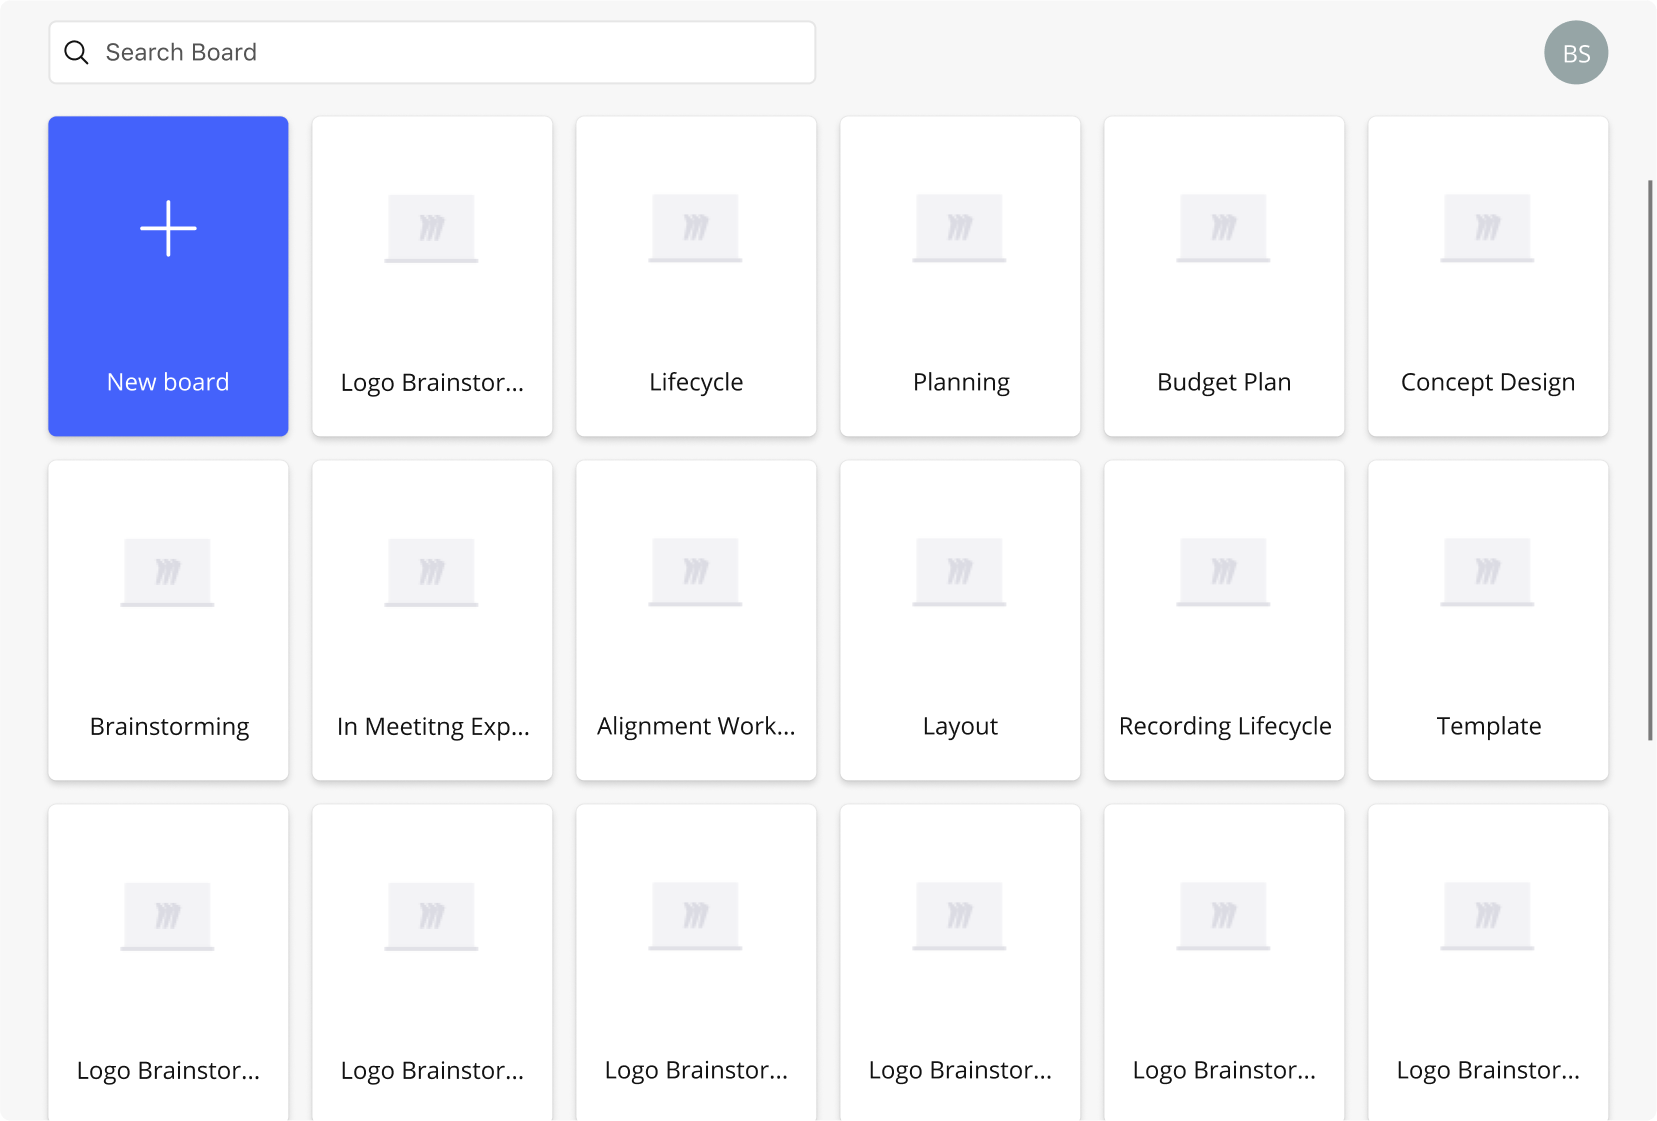 Search Board
BS
New board
Logo Brainstor...
Lifecycle
Planning
Budget Plan
Concept Design
Brainstorming
In Meetitng Exp...
Alignment Work...
Layout
Recording Lifecycle
Template
Logo Brainstor...
Logo Brainstor...
Logo Brainstor...
Logo Brainstor...
Logo Brainstor...
Logo Brainstor...